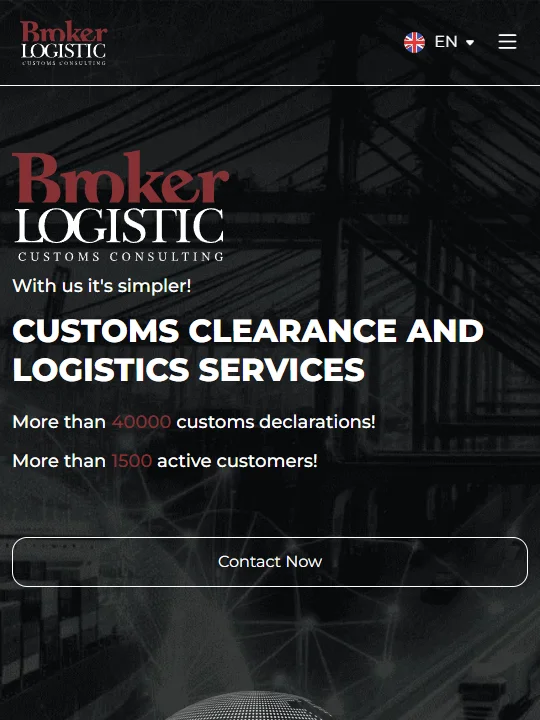 Broker
LOGISTIC
CUSTOMS CONSULTING
EN
Broker
LOGISTIC
CUSTOMS CONSULTING
With us it's simpler!
CUSTOMS CLEARANCE AND
LOGISTICS SERVICES
More than 40000 customs declarations!
More than 1500 active customers!
Contact Now